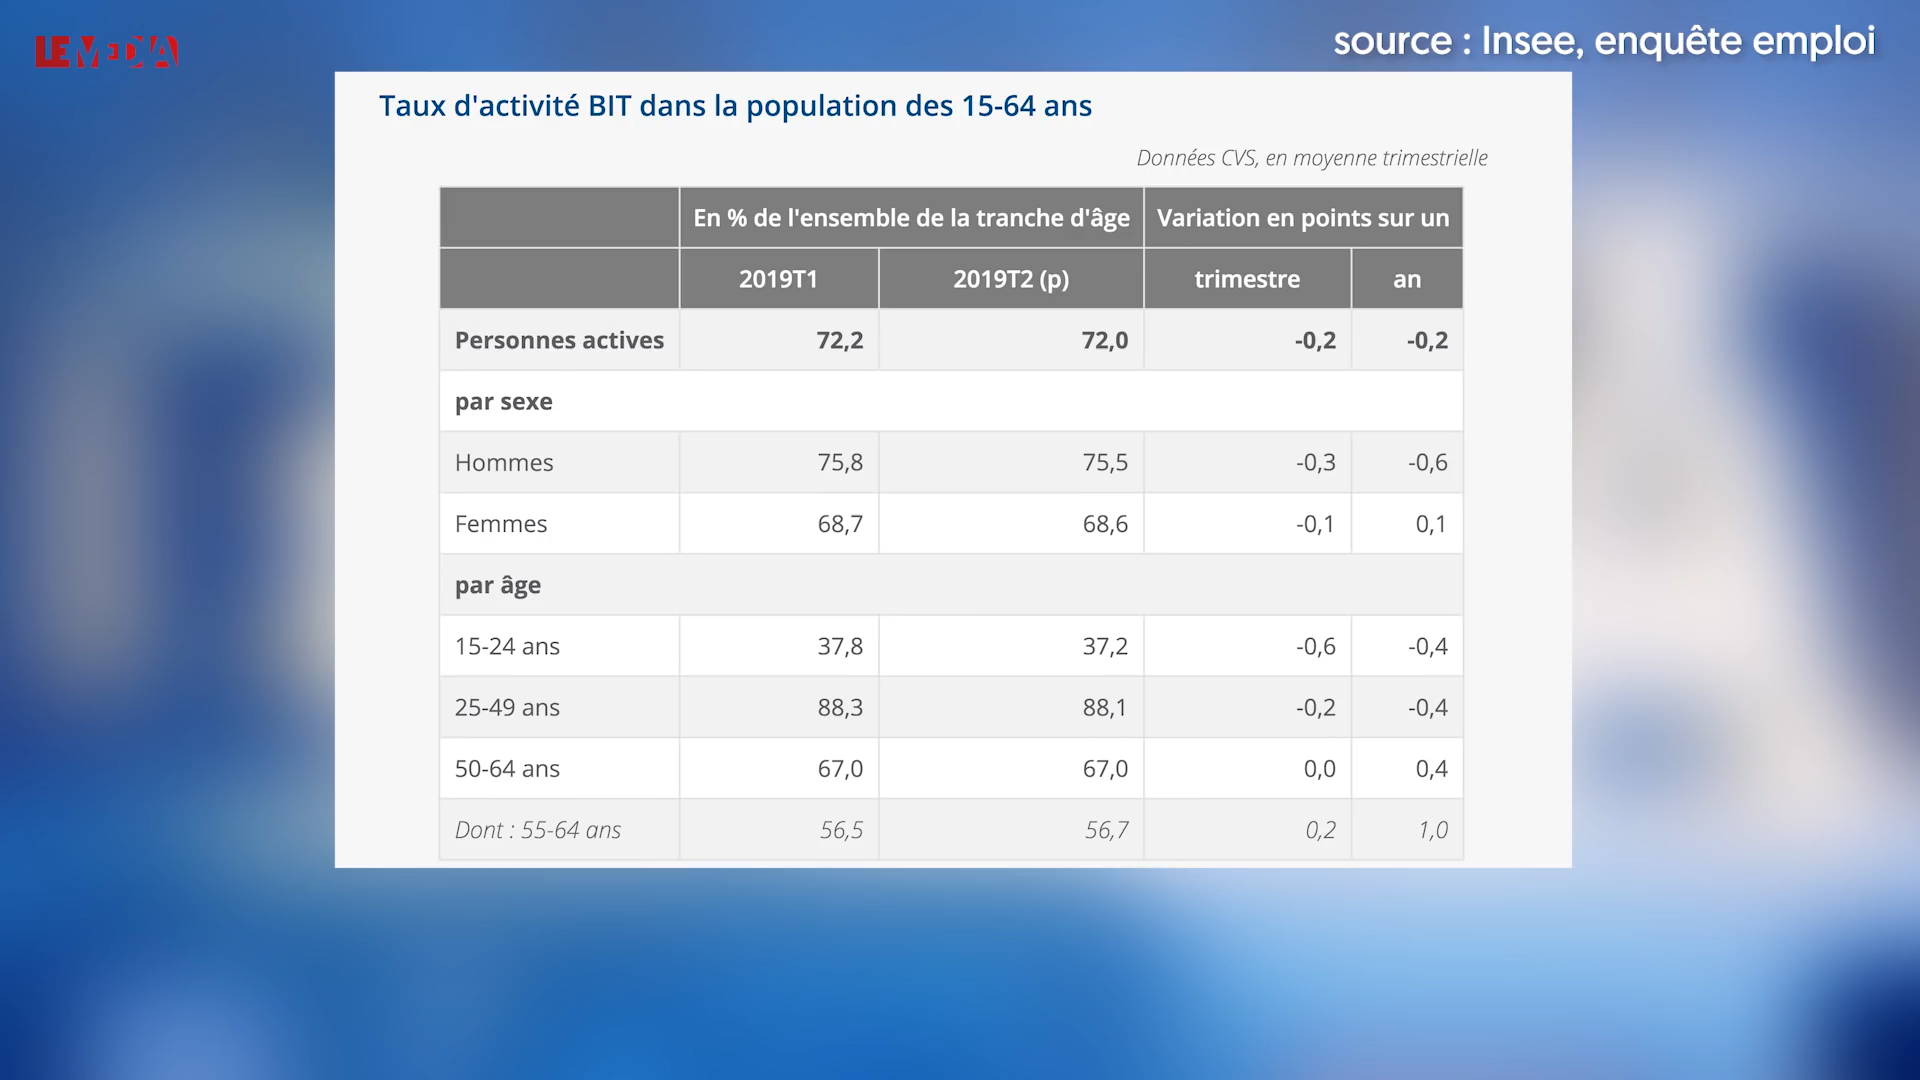 LE MEDIA
source : Insee, enquête emploi
Taux d'activité BIT dans la population des 15-64 ans
Données CVS, en moyenne trimestrielle
En % de l'ensemble de la tranche d'âge Variation en points sur un
2019T1 2019T2 (p) trimestre an
Personnes actives 72,2 72,0 -0,2 -0,2
par sexe
Hommes 75,8 75,5 -0,3 -0,6
Femmes 68,7 68,6 -0,1 0,1
par âge
15-24 ans 37,8 37,2 -0,6 -0,4
25-49 ans 88,3 88,1 -0,2 -0,4
50-64 ans 67,0 67,0 0,0 0,4
Dont : 55-64 ans 56,5 56,7 0,2 1,0